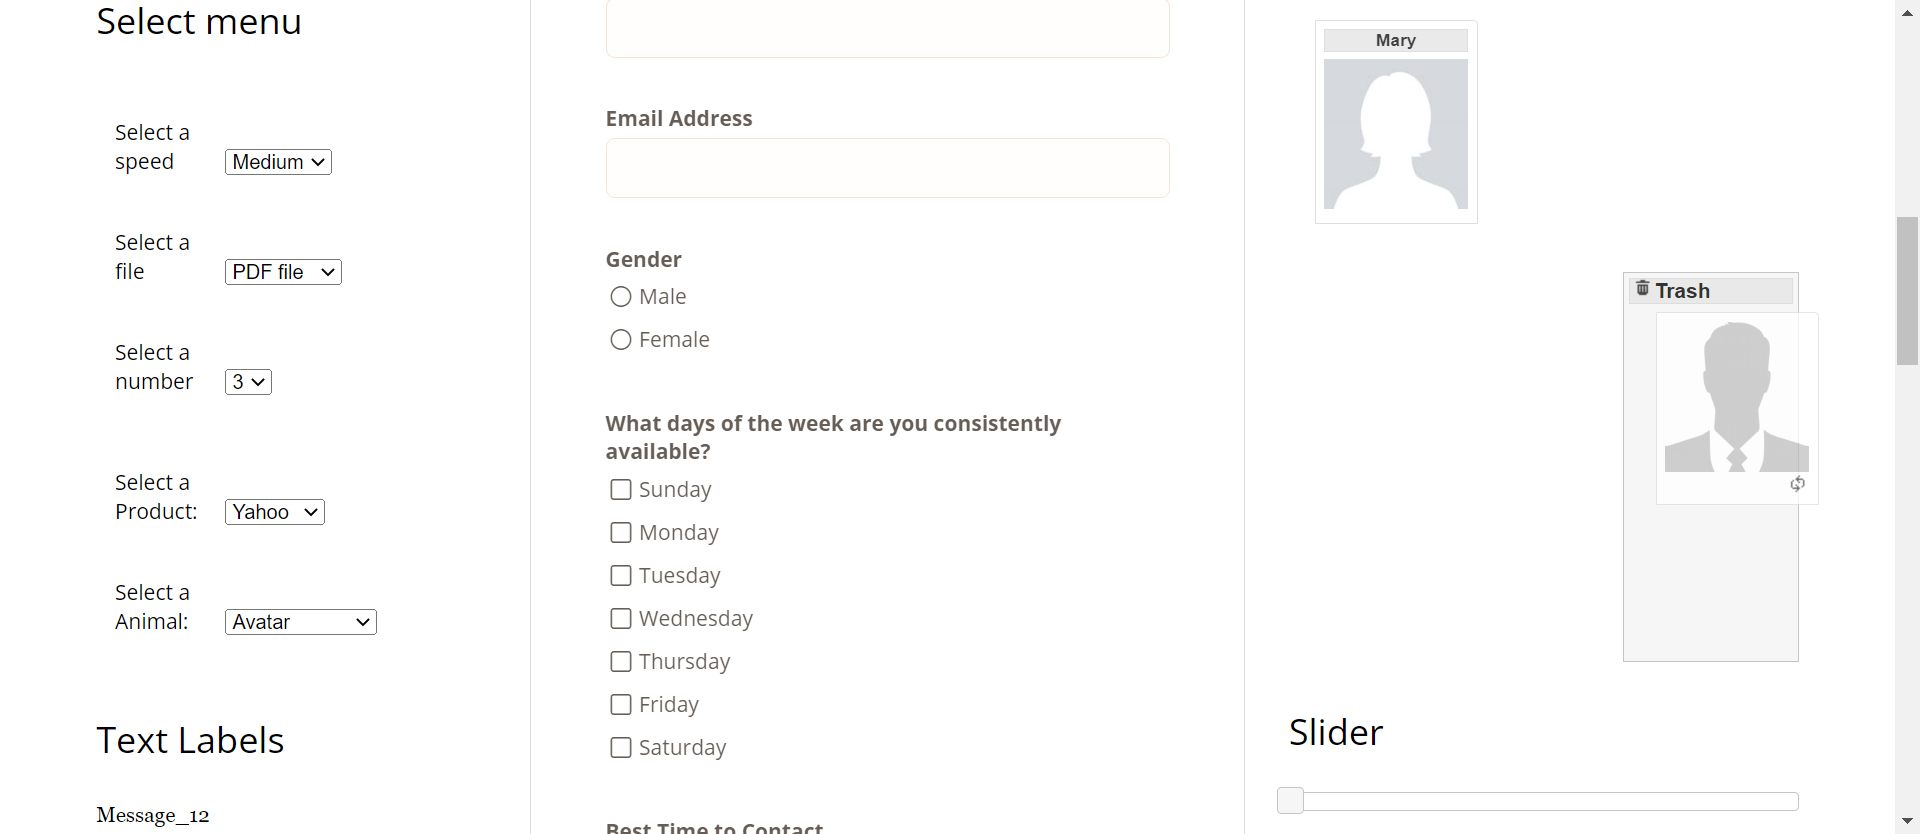 Select menu
Select a
speed
Medium
Select a
file
PDF file
Select a
number
3
Select a
Product:
Yahoo
Select a
Animal:
Avatar
Text Labels
Message_12
Email Address
Gender
Male
Female
What days of the week are you consistently
available?
Sunday
Monday
Tuesday
Wednesday
Thursday
Friday
Saturday
Best Time to Contact
Mary
Trash
Slider